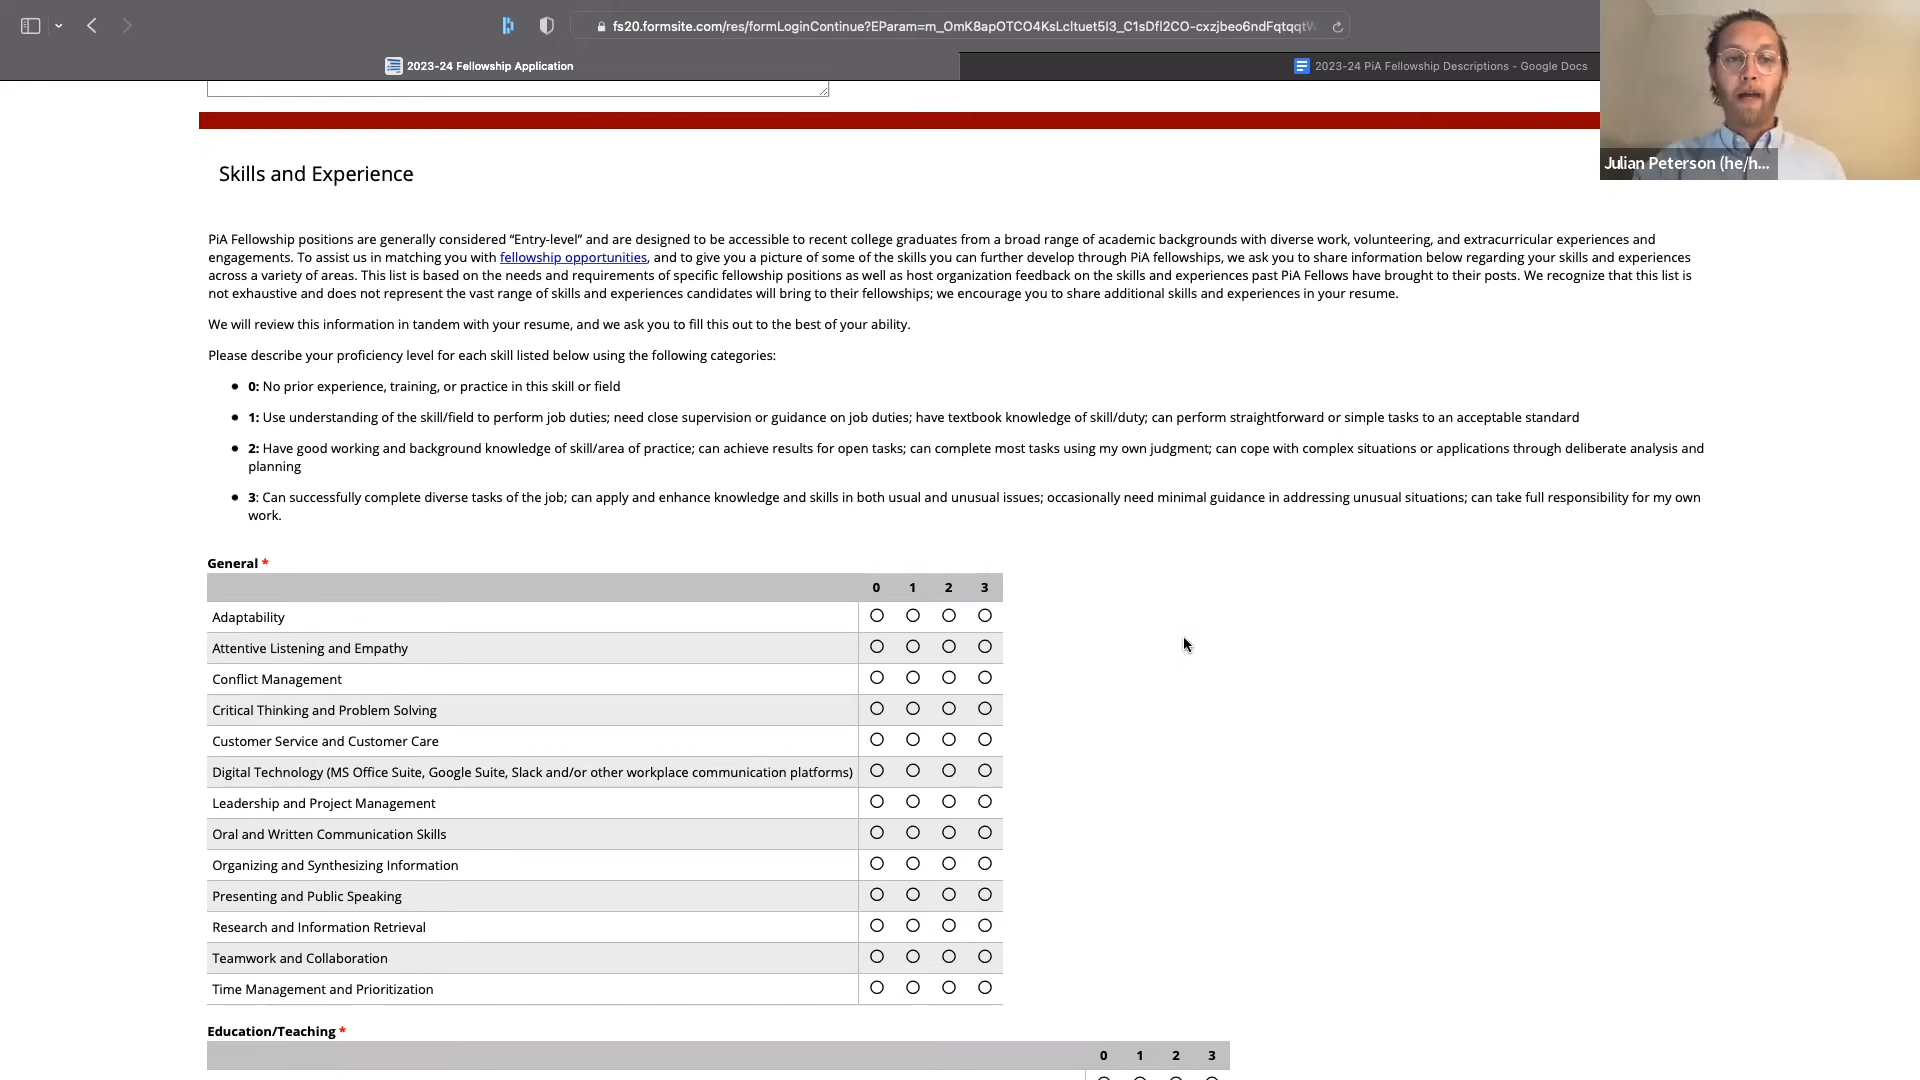 fs20.formsite.com/res/formLoginContinue?EParam=m_OmK8apOTCO4KsLcItuet5I3_C1sDfI2CO-cxzjbeo6ndFqtqqtW
2023-24 Fellowship Application
2023-24 PiA Fellowship Descriptions - Google Docs
Julian Peterson (he/h...
Skills and Experience
PiA Fellowship positions are generally considered “Entry-level” and are designed to be accessible to recent college graduates from a broad range of academic backgrounds with diverse work, volunteering, and extracurricular experiences and
engagements. To assist us in matching you with fellowship opportunities, and to give you a picture of some of the skills you can further develop through PiA fellowships, we ask you to share information below regarding your skills and experiences
across a variety of areas. This list is based on the needs and requirements of specific fellowship positions as well as host organization feedback on the skills and experiences past PiA Fellows have brought to their posts. We recognize that this list is
not exhaustive and does not represent the vast range of skills and experiences candidates will bring to their fellowships; we encourage you to share additional skills and experiences in your resume.
We will review this information in tandem with your resume, and we ask you to fill this out to the best of your ability.
Please describe your proficiency level for each skill listed below using the following categories:
0: No prior experience, training, or practice in this skill or field
1: Use understanding of the skill/field to perform job duties; need close supervision or guidance on job duties; have textbook knowledge of skill/duty; can perform straightforward or simple tasks to an acceptable standard
2: Have good working and background knowledge of skill/area of practice; can achieve results for open tasks; can complete most tasks using my own judgment; can cope with complex situations or applications through deliberate analysis and
planning
3: Can successfully complete diverse tasks of the job; can apply and enhance knowledge and skills in both usual and unusual issues; occasionally need minimal guidance in addressing unusual situations; can take full responsibility for my own
work.
General *
0 1 2 3
Adaptability
Attentive Listening and Empathy
Conflict Management
Critical Thinking and Problem Solving
Customer Service and Customer Care
Digital Technology (MS Office Suite, Google Suite, Slack and/or other workplace communication platforms)
Leadership and Project Management
Oral and Written Communication Skills
Organizing and Synthesizing Information
Presenting and Public Speaking
Research and Information Retrieval
Teamwork and Collaboration
Time Management and Prioritization
Education/Teaching *
0 1 2 3